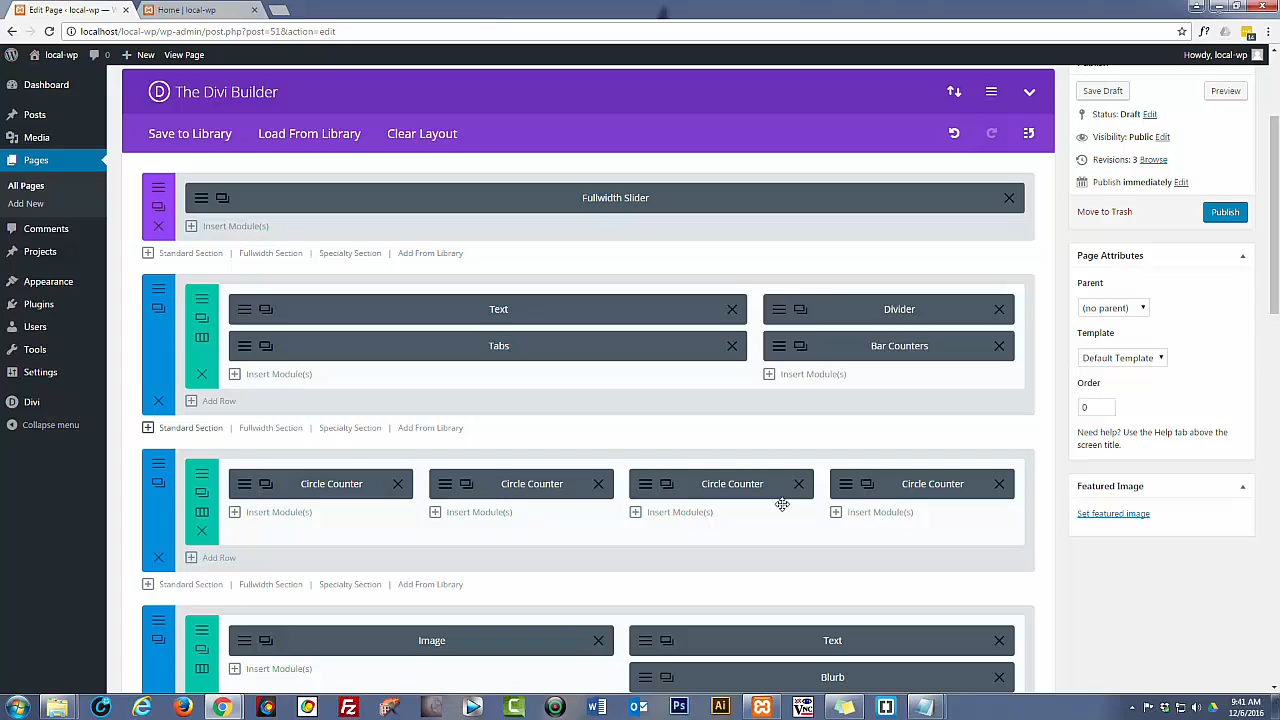 Edit Page ‹ local-wp — Wo
Home | local-wp
localhost/local-wp/wp-admin/post.php?post=51&action=edit
local-wp
0
New
View Page
Howdy, local-wp
Dashboard
Posts
Media
Pages
All Pages
Add New
Comments
Projects
Appearance
Plugins
Users
Tools
Settings
Divi
Collapse menu
The Divi Builder
Save to Library
Load From Library
Clear Layout
Fullwidth Slider
Insert Module(s)
Standard Section | Fullwidth Section | Specialty Section | Add From Library
Text
Divider
Tabs
Bar Counters
Insert Module(s)
Insert Module(s)
Add Row
Standard Section | Fullwidth Section | Specialty Section | Add From Library
Circle Counter
Circle Counter
Circle Counter
Circle Counter
Insert Module(s)
Insert Module(s)
Insert Module(s)
Insert Module(s)
Add Row
Standard Section | Fullwidth Section | Specialty Section | Add From Library
Image
Text
Insert Module(s)
Blurb
Save Draft
Preview
Status: Draft Edit
Visibility: Public Edit
Revisions: 3 Browse
Publish immediately Edit
Move to Trash
Publish
Page Attributes
Parent
(no parent)
Template
Default Template
Order
0
Need help? Use the Help tab above the
screen title.
Featured Image
Set featured image
9:41 AM
12/6/2016